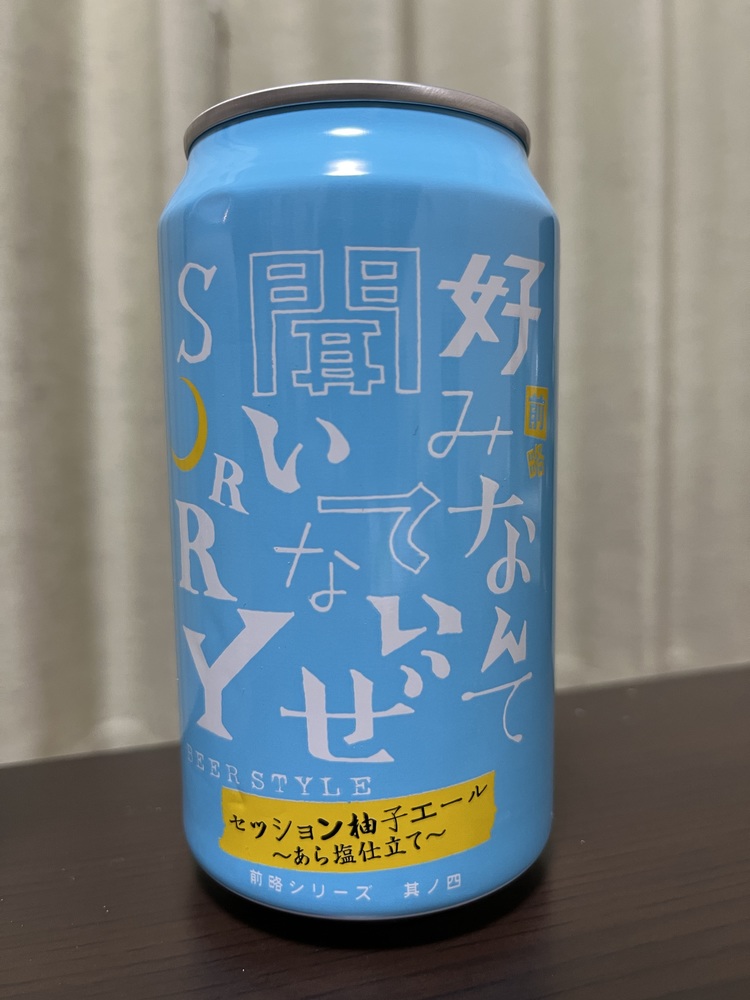 前略
好みなんて
聞いてないぜ
SORRY
BEER STYLE
セッション柚子エール
～あら塩仕立て～
前略シリーズ 其ノ四